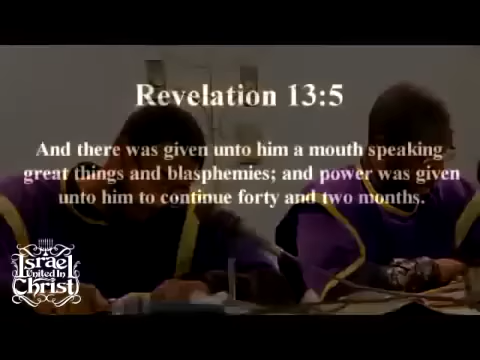 Revelation 13:5
And there was given unto him a mouth speaking
great things and blasphemies; and power was given
unto him to continue forty and two months.
Israel
United In
Christ